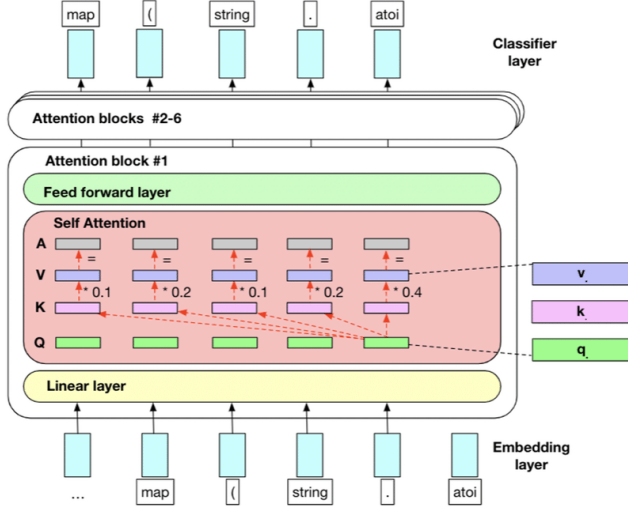 map ( string . atoi
Classifier
layer
Attention blocks #2-6
Attention block #1
Feed forward layer
Self Attention
A
= = = = =
V
* 0.1 * 0.2 * 0.1 * 0.2 * 0.4
K
Q
v.
k.
q.
Linear layer
Embedding
layer
... map ( string . atoi